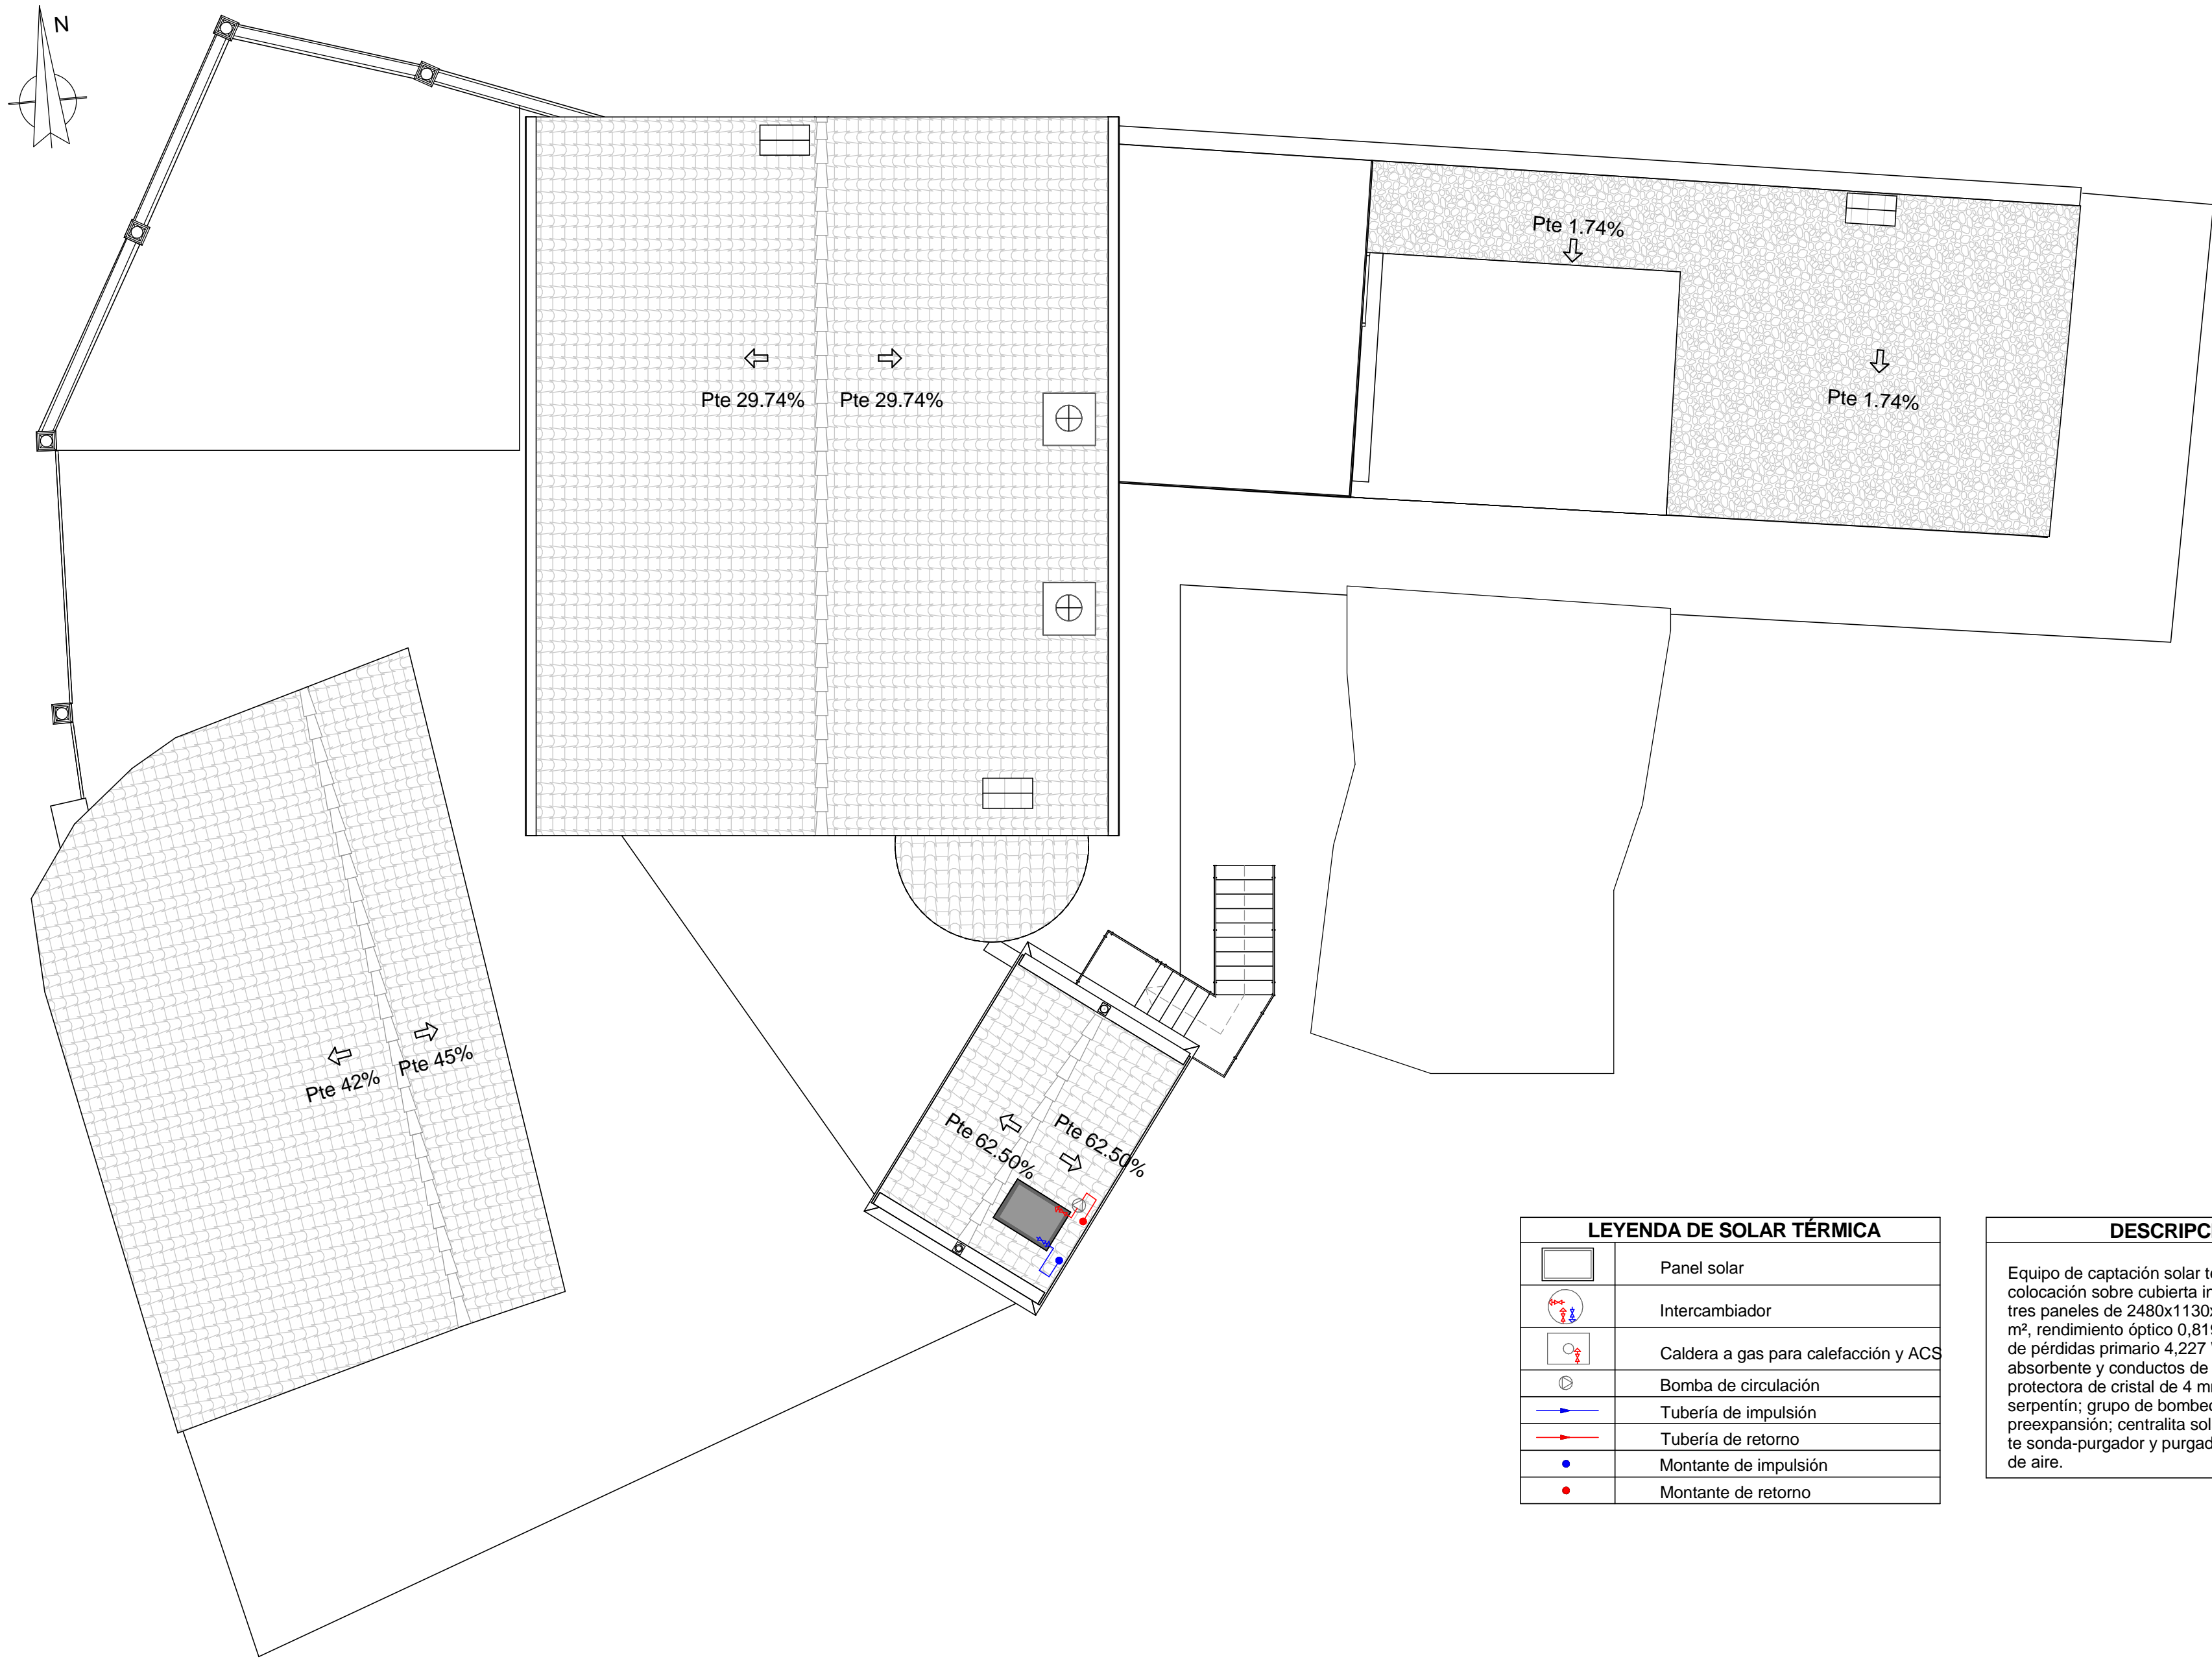 N
Pte 1.74%
Pte 29.74%
Pte 29.74%
Pte 1.74%
Pte 42%
Pte 45%
Pte 62.50%
Pte 62.50%
LEYENDA DE SOLAR TÉRMICA
Panel solar
Intercambiador
Caldera a gas para calefacción y ACS
Bomba de circulación
Tubería de impulsión
Tubería de retorno
Montante de impulsión
Montante de retorno
DESCRIPC
Equipo de captación solar t
colocación sobre cubierta in
tres paneles de 2480x1130
m², rendimiento óptico 0,819
de pérdidas primario 4,227
absorbente y conductos de
protectora de cristal de 4 m
serpentín; grupo de bombeo
preexpansión; centralita sol
te sonda-purgador y purgad
de aire.